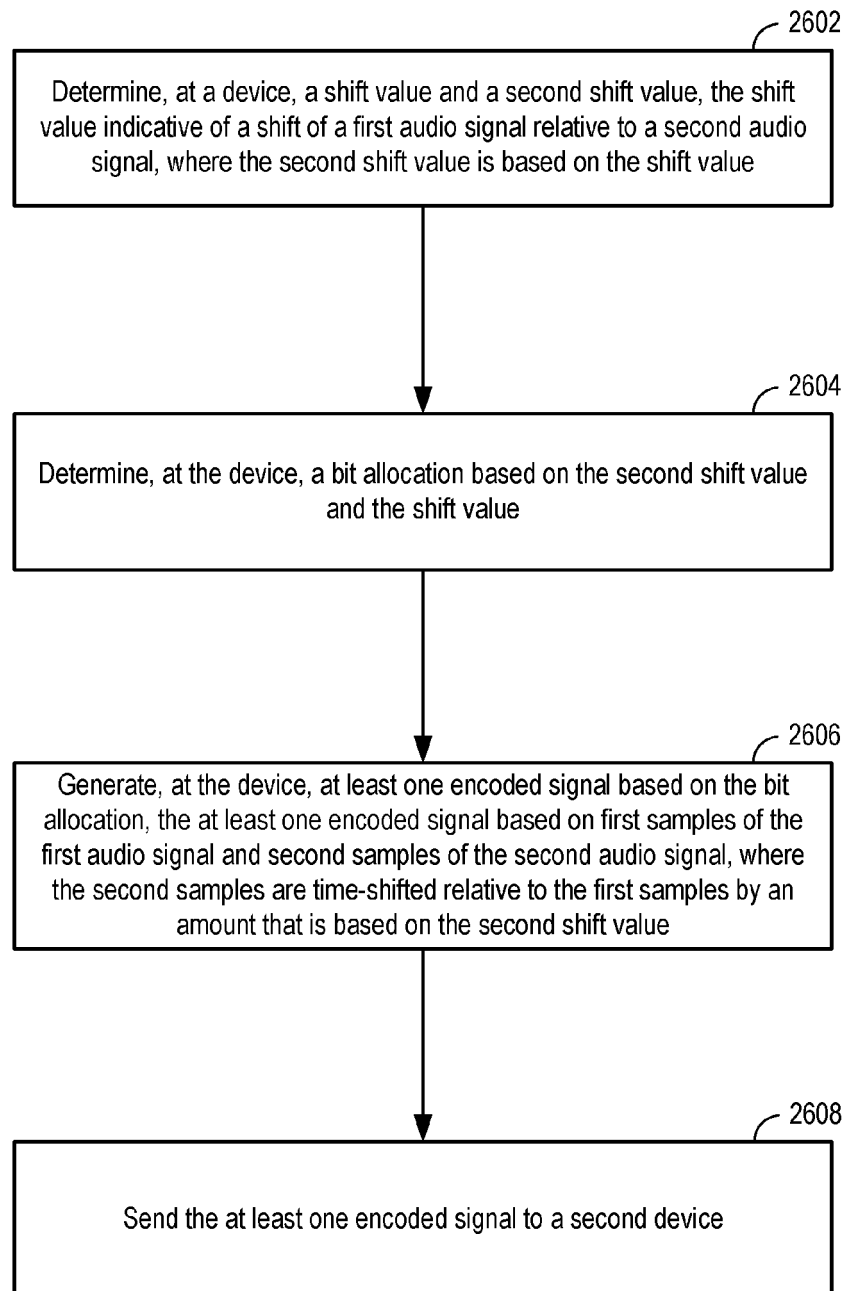 2602
Determine, at a device, a shift value and a second shift value, the shift
value indicative of a shift of a first audio signal relative to a second audio
signal, where the second shift value is based on the shift value
2604
Determine, at the device, a bit allocation based on the second shift value
and the shift value
2606
Generate, at the device, at least one encoded signal based on the bit
allocation, the at least one encoded signal based on first samples of the
first audio signal and second samples of the second audio signal, where
the second samples are time-shifted relative to the first samples by an
amount that is based on the second shift value
2608
Send the at least one encoded signal to a second device